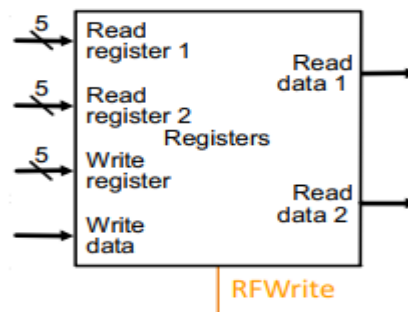 5
Read
register 1
5
Read
register 2
Registers
5
Write
register
Write
data
Read
data 1
Read
data 2
RFWrite